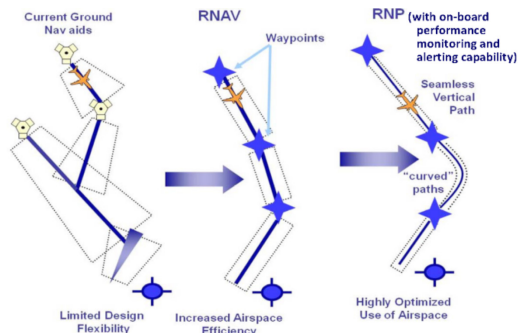 Current Ground
Nav aids
Limited Design
Flexibility
RNAV
Waypoints
Increased Airspace
Efficiency
RNP (with on-board
performance
monitoring and
alerting capability)
Seamless
Vertical
Path
"curved"
paths
Highly Optimized
Use of Airspace